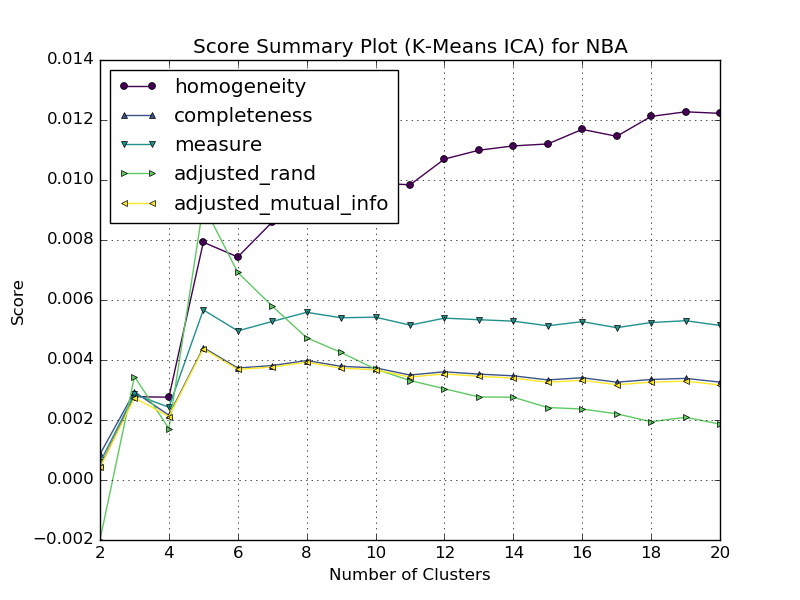 Score Summary Plot (K-Means ICA) for NBA
0.014
0.012
0.010
0.008
0.006
0.004
0.002
0.000
−0.002
Score
homogeneity
completeness
measure
adjusted_rand
adjusted_mutual_info
2 4 6 8 10 12 14 16 18 20
Number of Clusters